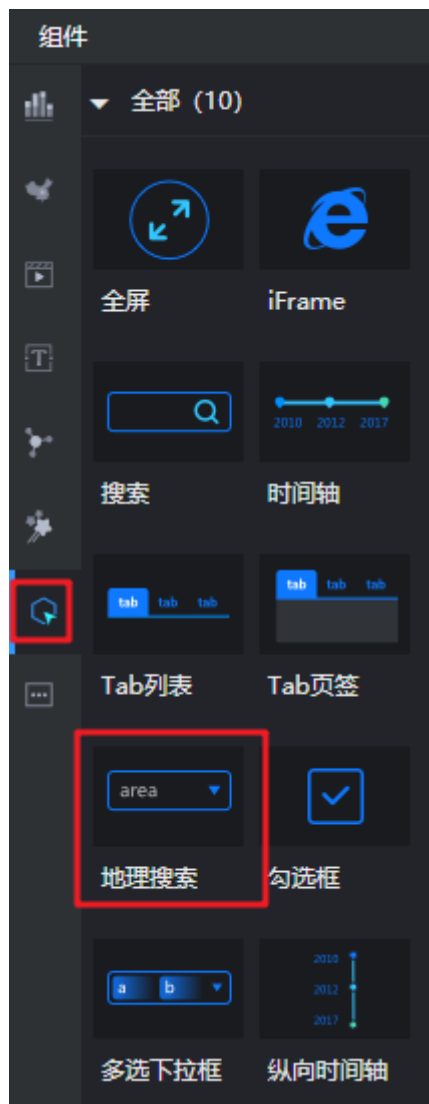 组件
全部 (10)
全屏
iFrame
搜索
2010 2012 2017
时间轴
tab tab tab
Tab列表
tab tab tab
Tab页签
area
地理搜索
勾选框
a b
多选下拉框
2010
2012
2017
纵向时间轴
T